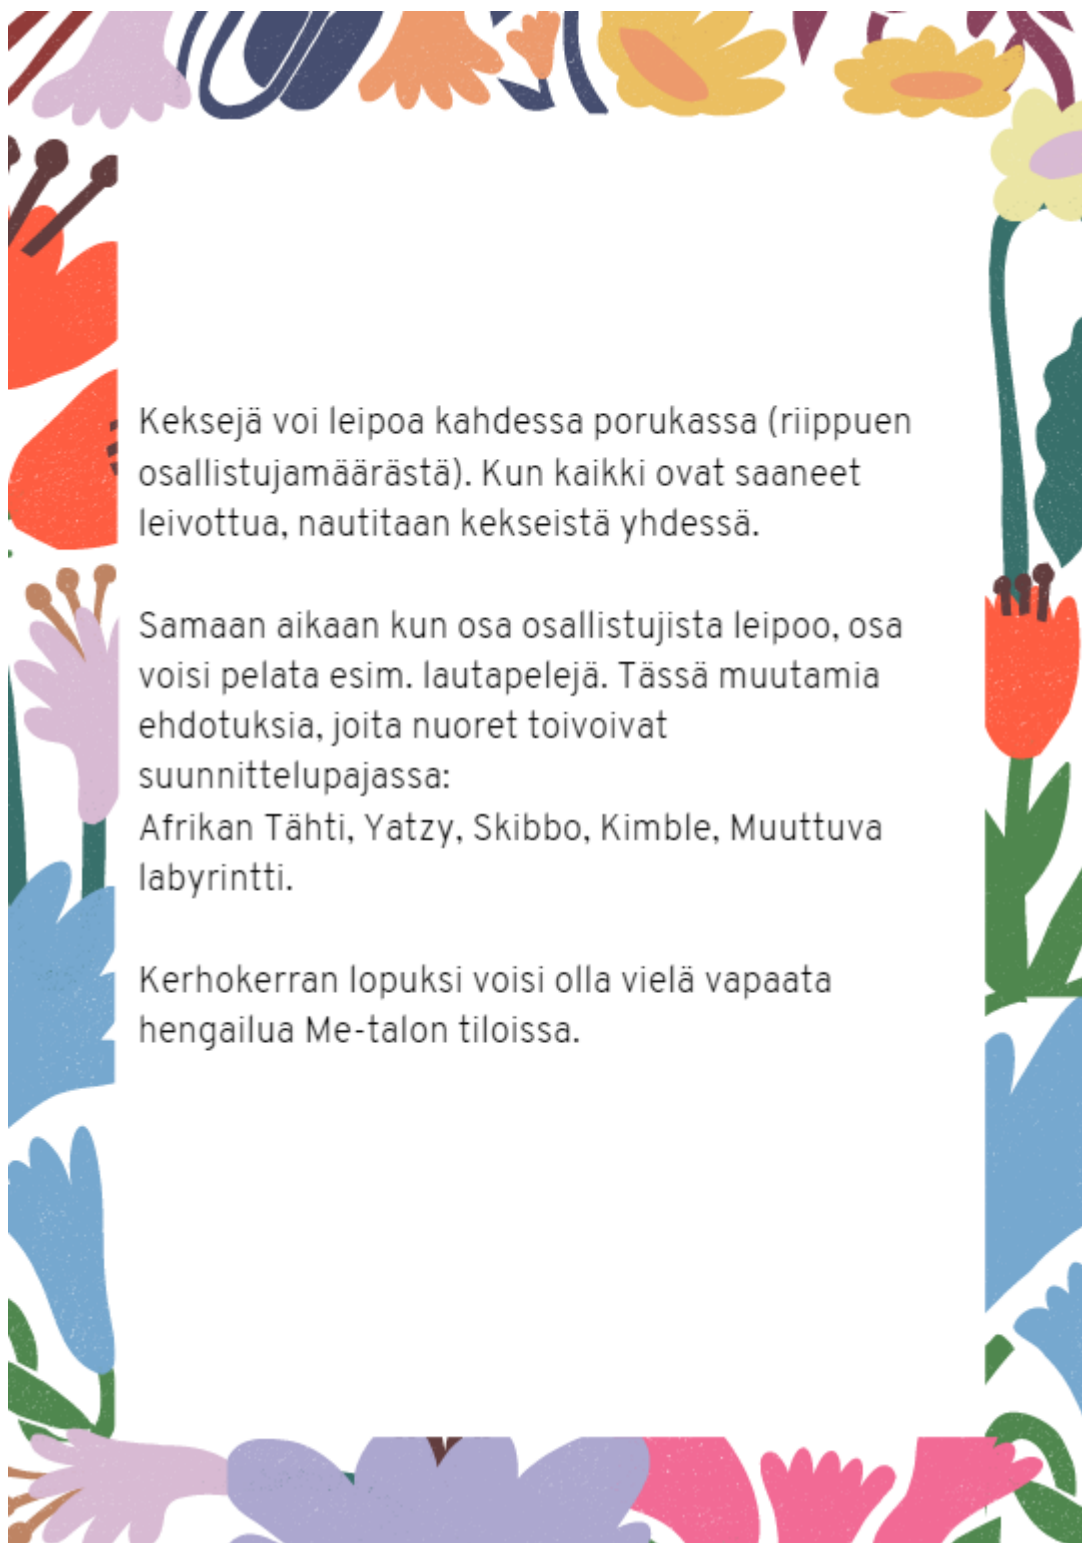 Keksejä voi leipoa kahdessa porukassa (riippuen
osallistujamäärästä). Kun kaikki ovat saaneet
leivottua, nautitaan kekseistä yhdessä.
Samaan aikaan kun osa osallistujista leipoo, osa
voisi pelata esim. lautapelejä. Tässä muutamia
ehdotuksia, joita nuoret toivoivat
suunnittelupajassa:
Afrikan Tähti, Yatzy, Skibbo, Kimble, Muuttuva
labyrintti.
Kerhokerran lopuksi voisi olla vielä vapaata
hengailua Me-talon tiloissa.